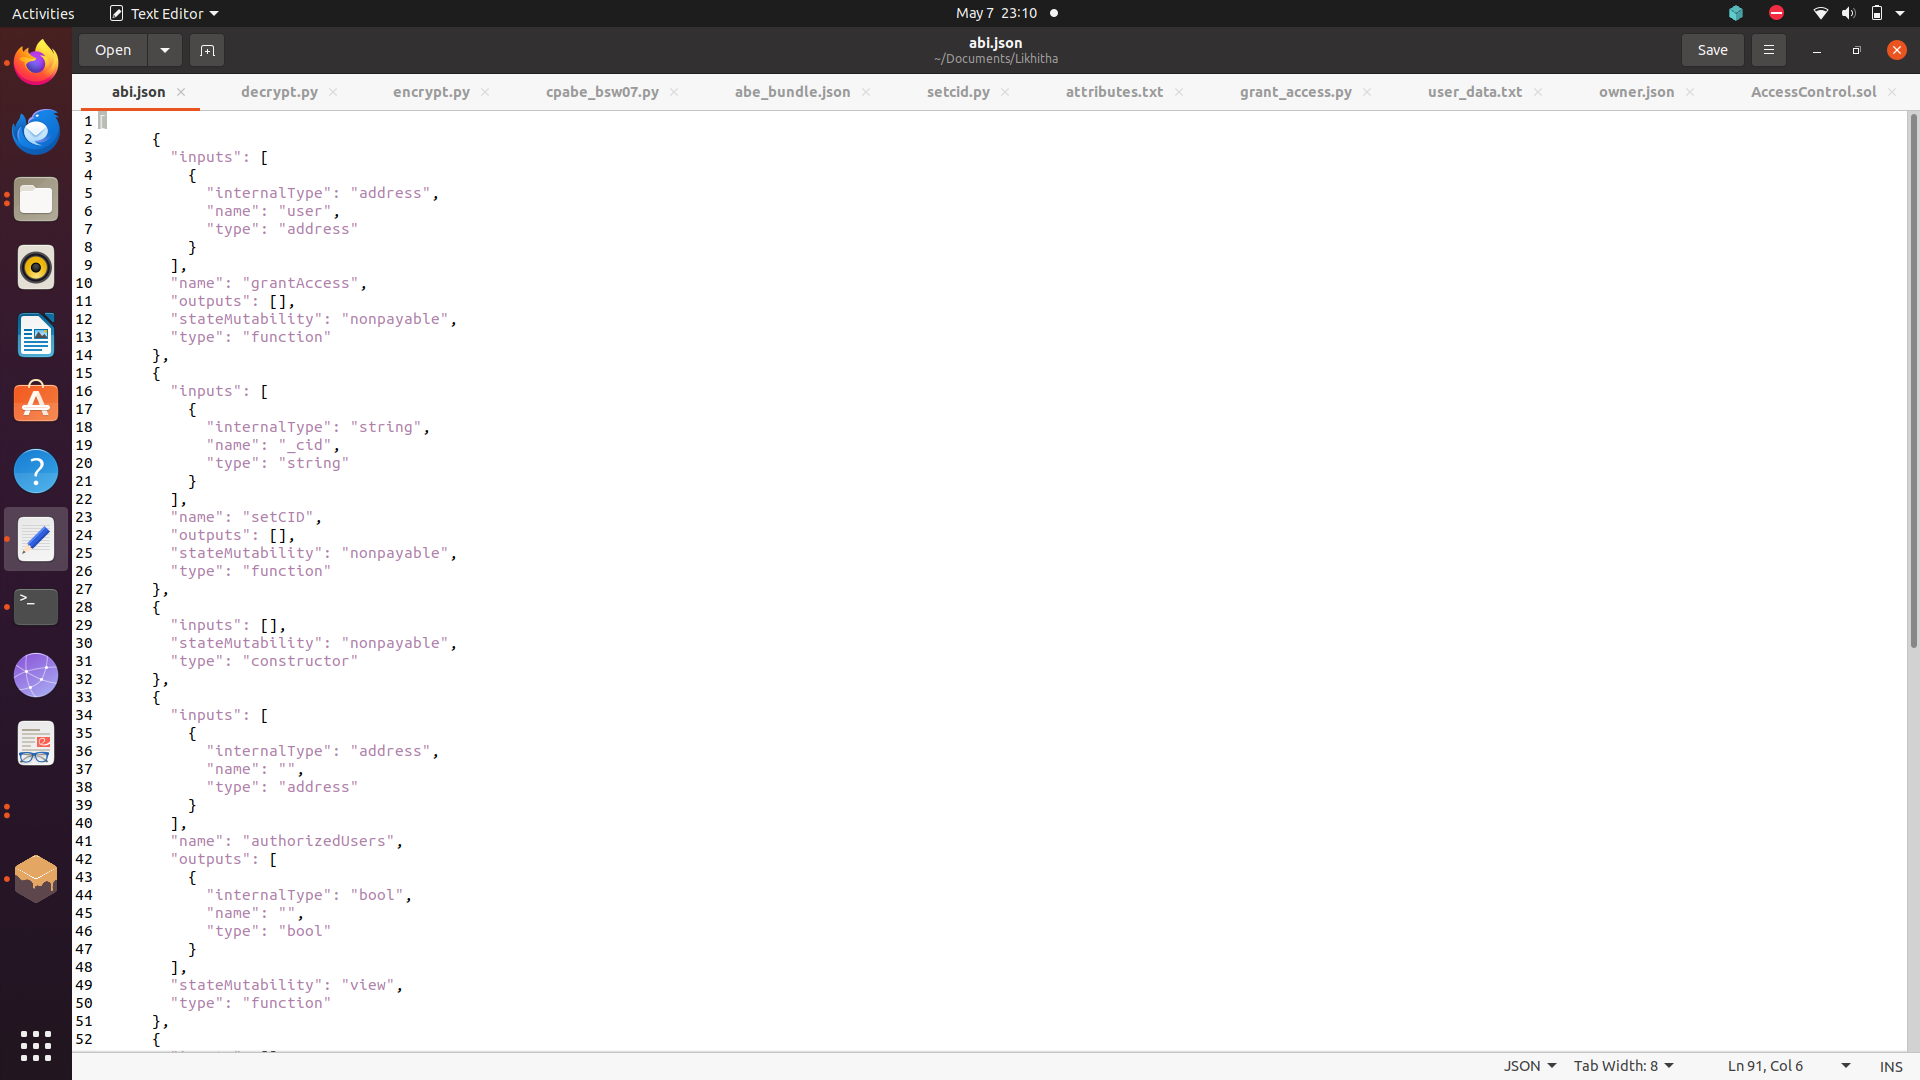 Activities Text Editor May 7 23:10
Open abi.json Save
~/Documents/Likhitha
abi.json decrypt.py encrypt.py cpabe_bsw07.py abe_bundle.json setcid.py attributes.txt grant_access.py user_data.txt owner.json AccessControl.sol
1 [
2 {
3 "inputs": [
4 {
5 "internalType": "address",
6 "name": "user",
7 "type": "address"
8 }
9 ],
10 "name": "grantAccess",
11 "outputs": [],
12 "stateMutability": "nonpayable",
13 "type": "function"
14 },
15 {
16 "inputs": [
17 {
18 "internalType": "string",
19 "name": "_cid",
20 "type": "string"
21 }
22 ],
23 "name": "setCID",
24 "outputs": [],
25 "stateMutability": "nonpayable",
26 "type": "function"
27 },
28 {
29 "inputs": [],
30 "stateMutability": "nonpayable",
31 "type": "constructor"
32 },
33 {
34 "inputs": [
35 {
36 "internalType": "address",
37 "name": "",
38 "type": "address"
39 }
40 ],
41 "name": "authorizedUsers",
42 "outputs": [
43 {
44 "internalType": "bool",
45 "name": "",
46 "type": "bool"
47 }
48 ],
49 "stateMutability": "view",
50 "type": "function"
51 },
52 {
JSON Tab Width: 8 Ln 91, Col 6 INS